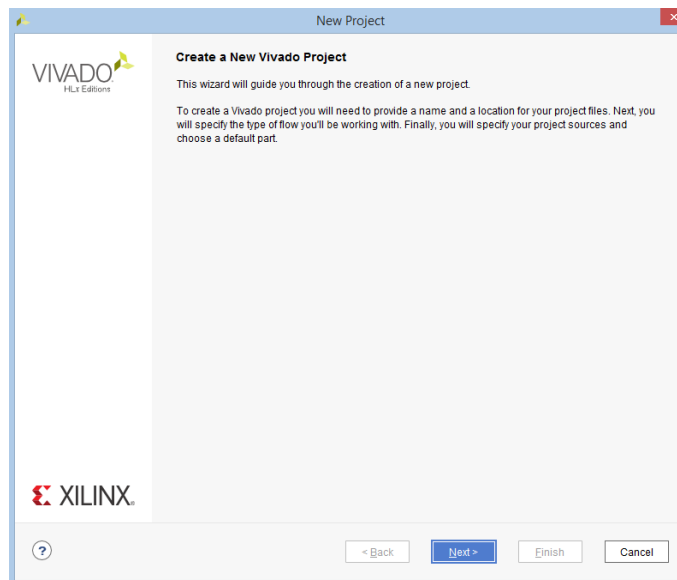 New Project
VIVADO
HLx Editions
Create a New Vivado Project
This wizard will guide you through the creation of a new project.
To create a Vivado project you will need to provide a name and a location for your project files. Next, you
will specify the type of flow you'll be working with. Finally, you will specify your project sources and
choose a default part.
XILINX
?
< Back
Next >
Finish
Cancel